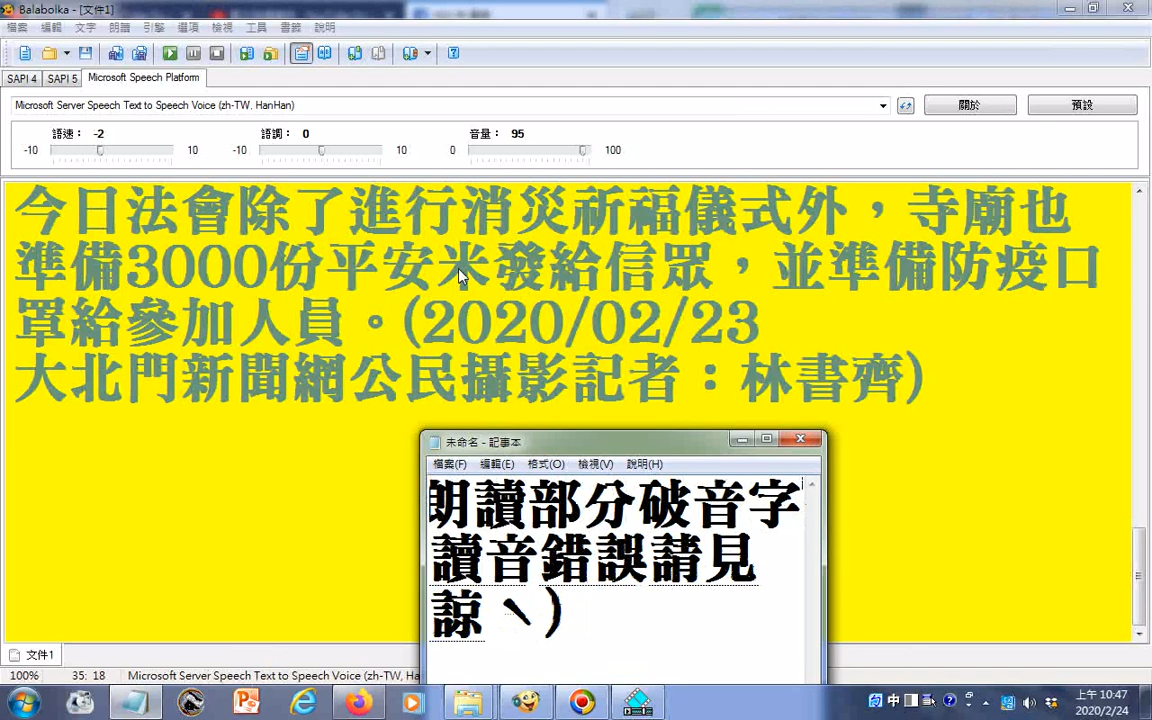 Balabolka - [文件1]
檔案 編輯 文字 朗讀 引擎 選項 檢視 工具 書籤 說明
SAPI 4 SAPI 5 Microsoft Speech Platform
Microsoft Server Speech Text to Speech Voice (zh-TW, HanHan) 關於 預設
語速： -2 語調： 0 音量： 95
-10 10 -10 10 0 100
今日法會除了進行消災祈福儀式外，寺廟也
準備3000份平安米發給信眾，並準備防疫口
罩給參加人員。(2020/02/23
大北門新聞網公民攝影記者：林書齊)
未命名 - 記事本
檔案(F) 編輯(E) 格式(O) 檢視(V) 說明(H)
朗讀部分破音字
讀音錯誤請見
諒丶)
文件1
100% 35: 18 Microsoft Server Speech Text to Speech Voice (zh-TW, Ha
中
上午 10:47
2020/2/24